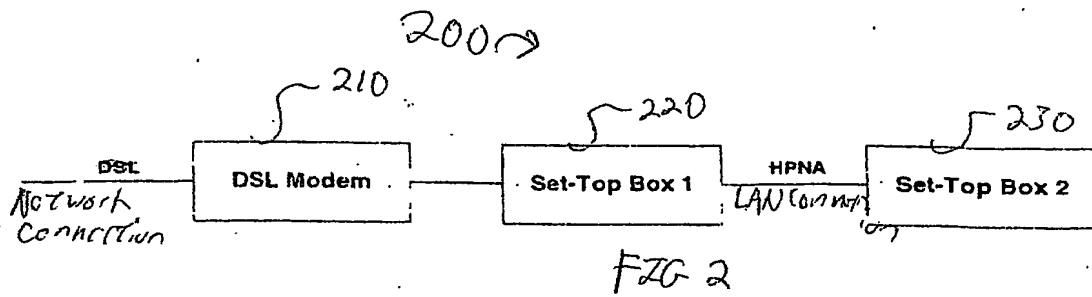 200
210
220
230
DSL
DSL Modem
Set-Top Box 1
HPNA
Set-Top Box 2
Network
Connection
LAN
FIG 2